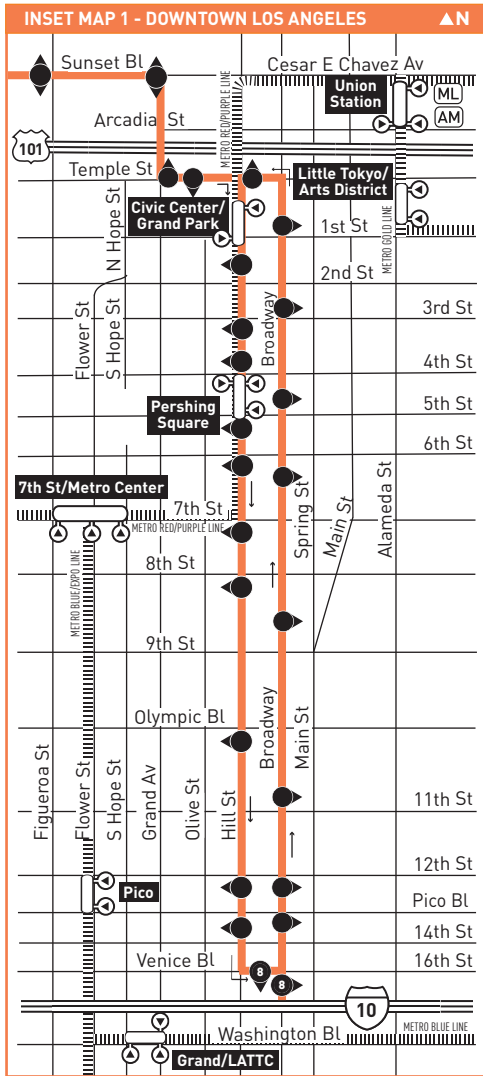 INSET MAP 1 - DOWNTOWN LOS ANGELES
▲N
Sunset Bl
Cesar E Chavez Av
METRO RED/PURPLE LINE
Union
Station
ML
AM
Arcadia St
101
Temple St
Little Tokyo/
Arts District
Civic Center/
Grand Park
N Hope St
1st St
METRO GOLD LINE
2nd St
Flower St
S Hope St
Broadway
3rd St
4th St
Pershing
Square
5th St
6th St
7th St/Metro Center
7th St
METRO RED/PURPLE LINE
Spring St
Main St
Alameda St
METRO BLUE/EXPO LINE
8th St
9th St
Olympic Bl
Figueroa St
Flower St
S Hope St
Grand Av
Olive St
Hill St
Broadway
Main St
11th St
12th St
Pico
Pico Bl
14th St
Venice Bl
16th St
8
8
10
Washington Bl
METRO BLUE LINE
Grand/LATTC